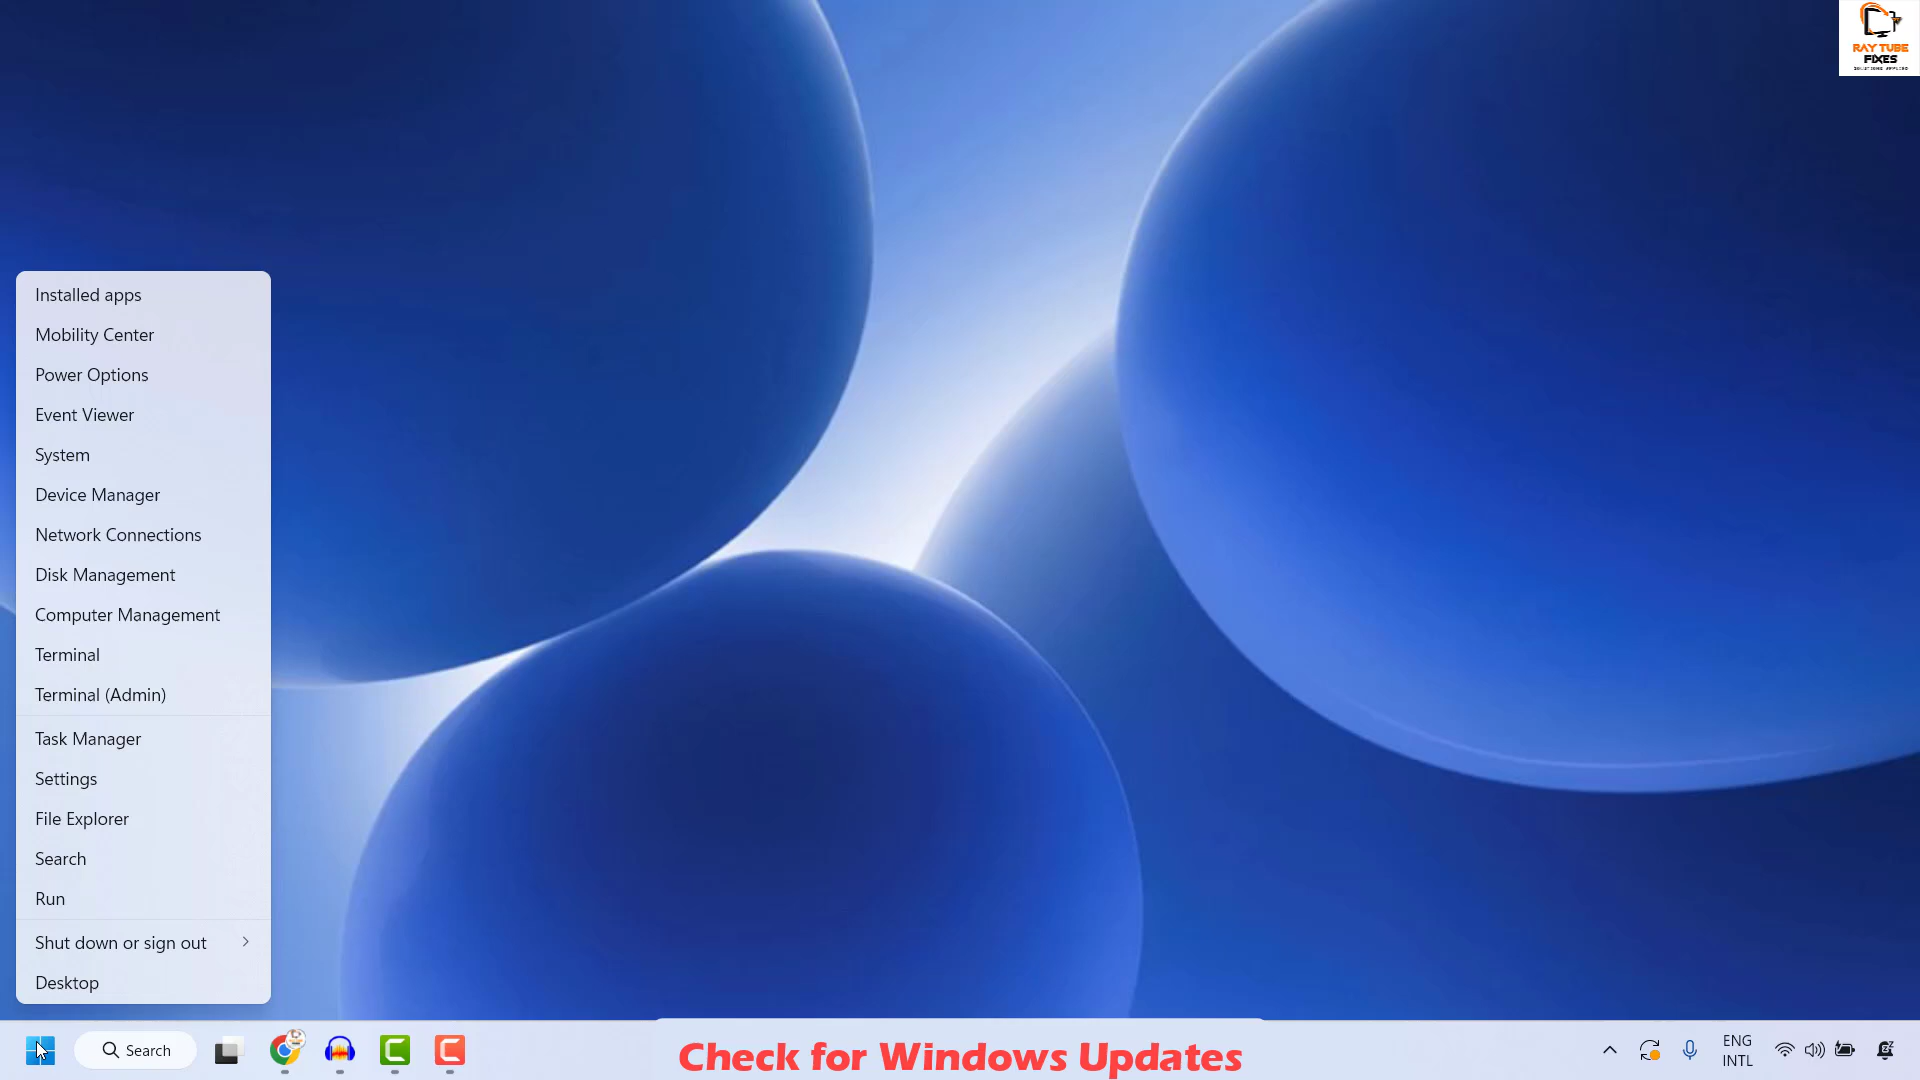 RAY TUBE
FIXES
Installed apps
Mobility Center
Power Options
Event Viewer
System
Device Manager
Network Connections
Disk Management
Computer Management
Terminal
Terminal (Admin)
Task Manager
Settings
File Explorer
Search
Run
Shut down or sign out
Desktop
Search
Check for Windows Updates
ENG
INTL